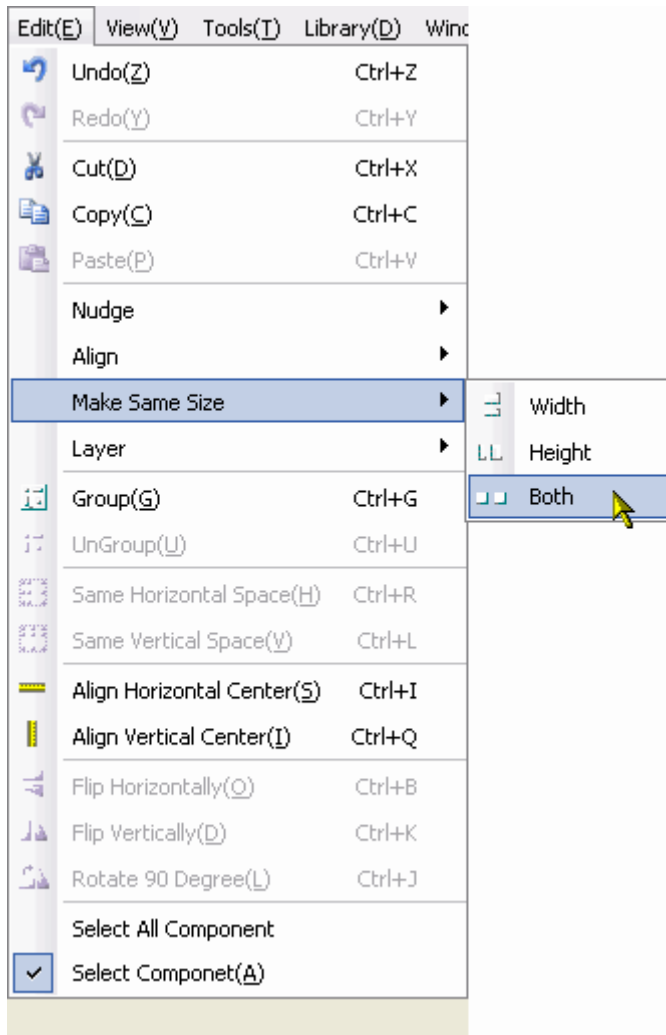 Edit(E) View(V) Tools(T) Library(D) Winc
Undo(Z) Ctrl+Z
Redo(Y) Ctrl+Y
Cut(D) Ctrl+X
Copy(C) Ctrl+C
Paste(P) Ctrl+V
Nudge
Align
Make Same Size
Width
Layer
Height
Group(G) Ctrl+G
Both
UnGroup(U) Ctrl+U
Same Horizontal Space(H) Ctrl+R
Same Vertical Space(V) Ctrl+L
Align Horizontal Center(S) Ctrl+I
Align Vertical Center(I) Ctrl+Q
Flip Horizontally(O) Ctrl+B
Flip Vertically(D) Ctrl+K
Rotate 90 Degree(L) Ctrl+J
Select All Component
Select Componet(A)